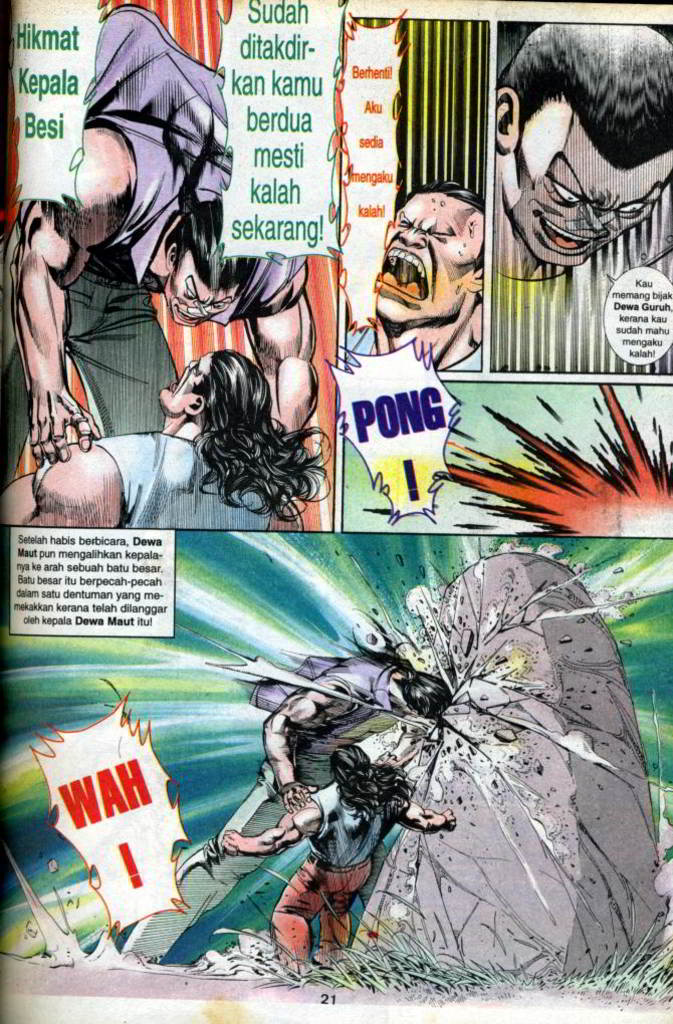 Hikmat
Kepala
Besi
Sudah
ditakdir-
kan kamu
berdua
mesti
kalah
sekarang!
Berhenti!
Aku
sedia
mengaku
kalah!
Kau
memang bijak
Dewa Guruh,
kerana kau
sudah mahu
mengaku
kalah!
PONG
!
Setelah habis berbicara, Dewa
Maut pun mengalihkan kepala-
nya ke arah sebuah batu besar.
Batu besar itu berpecah-pecah
dalam satu dentuman yang me-
mekakkan kerana telah dilanggar
oleh kepala Dewa Maut itu!
WAH
!
21